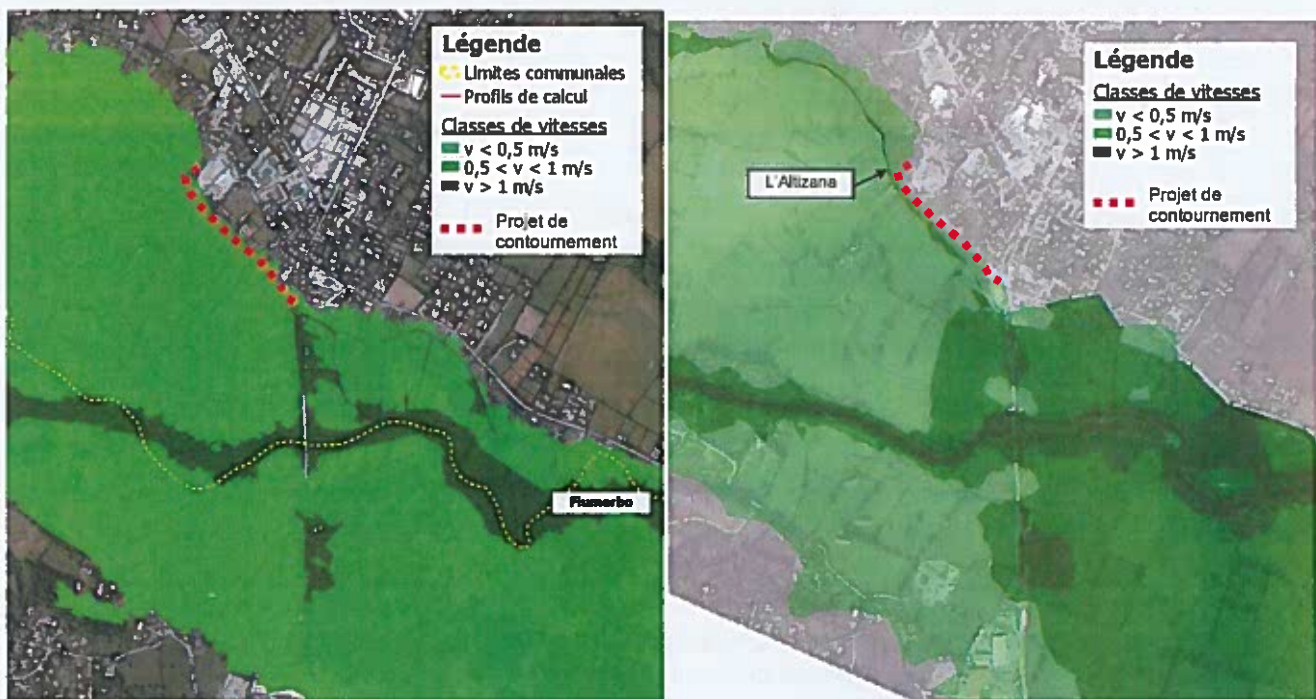 Légende
Limites communales
Profils de calcul
Classes de vitesses
v < 0,5 m/s
0,5 < v < 1 m/s
v > 1 m/s
Projet de
contournement
Fiumorbo
Légende
Classes de vitesses
v < 0,5 m/s
0,5 < v < 1 m/s
v > 1 m/s
Projet de
contournement
L'Altizana